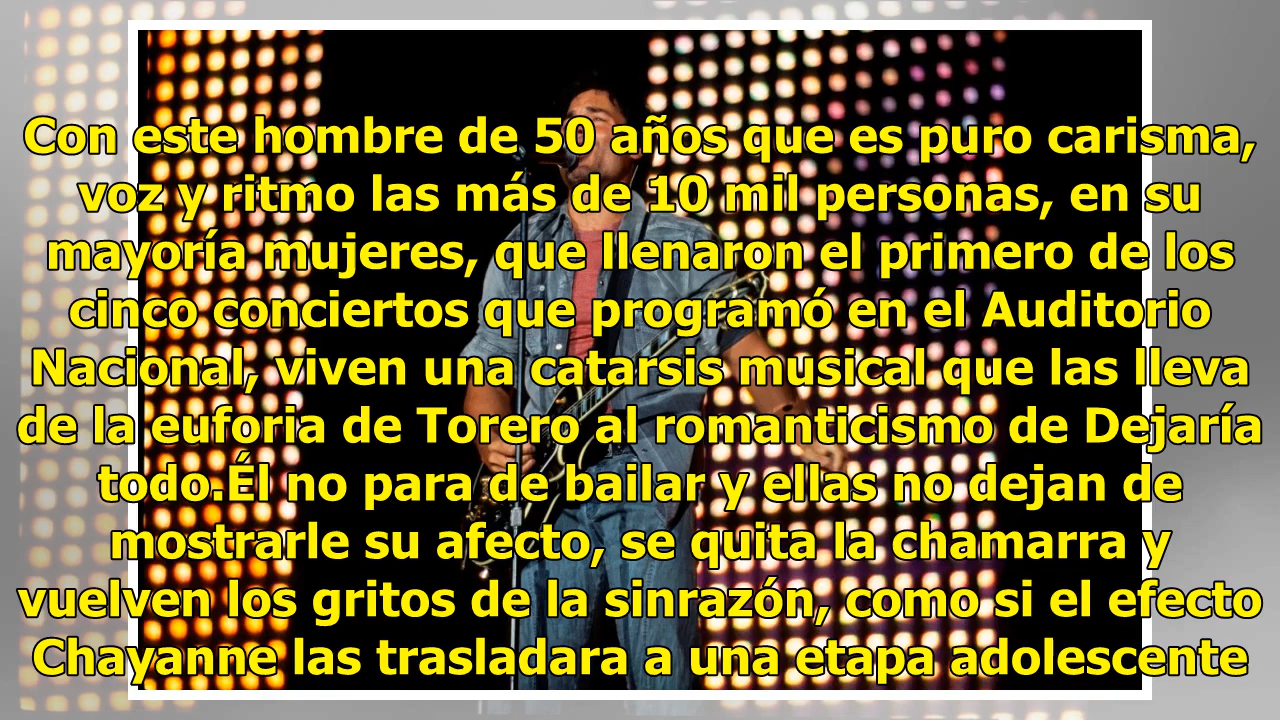 Con este hombre de 50 años que es puro carisma,
voz y ritmo las más de 10 mil personas, en su
mayoría mujeres, que llenaron el primero de los
cinco conciertos que programó en el Auditorio
Nacional, viven una catarsis musical que las lleva
de la euforia de Torero al romanticismo de Dejaría
todo.Él no para de bailar y ellas no dejan de
mostrarle su afecto, se quita la chamarra y
vuelven los gritos de la sinrazón, como si el efecto
Chayanne las trasladara a una etapa adolescente